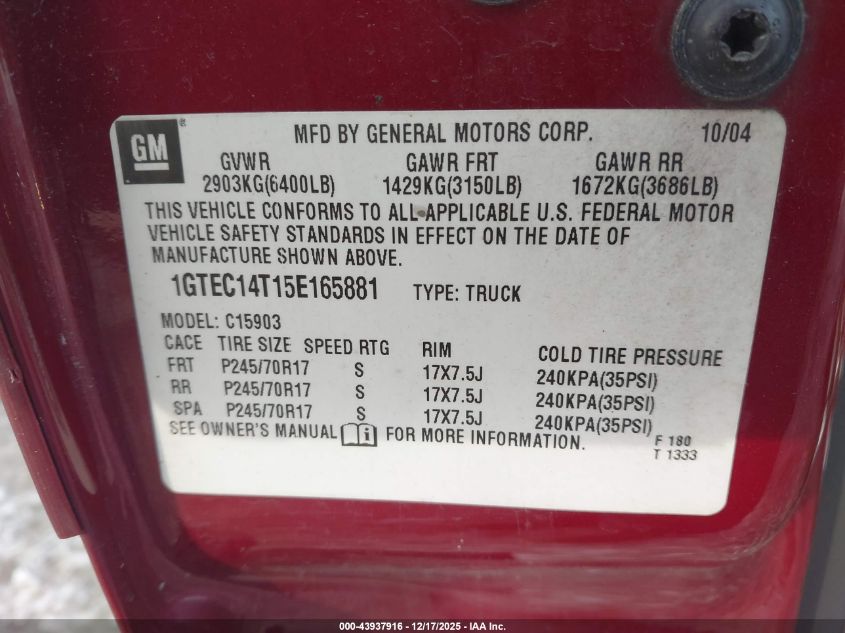 GM ® MFD BY GENERAL MOTORS CORP. 10/04
GVWR GAWR FRT GAWR RR
2903KG(6400LB) 1429KG(3150LB) 1672KG(3686LB)
THIS VEHICLE CONFORMS TO ALL APPLICABLE U.S. FEDERAL MOTOR
VEHICLE SAFETY STANDARDS IN EFFECT ON THE DATE OF
MANUFACTURE SHOWN ABOVE.
1GTEC14T15E165881 TYPE: TRUCK
MODEL: C15903
CACE TIRE SIZE SPEED RTG RIM COLD TIRE PRESSURE
FRT P245/70R17 S 17X7.5J 240KPA(35PSI)
RR P245/70R17 S 17X7.5J 240KPA(35PSI)
SPA P245/70R17 S 17X7.5J 240KPA(35PSI)
SEE OWNER'S MANUAL i FOR MORE INFORMATION. F 180
T 1333
000-43937916 – 12/17/2025 – IAA Inc.